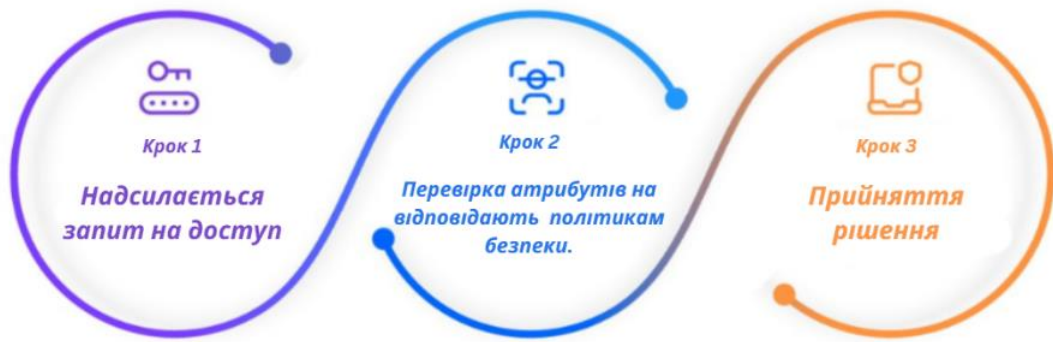 Крок 1
Надсилається
запит на доступ
Крок 2
Перевірка атрибутів на
відповідають політикам
безпеки.
Крок 3
Прийняття
рішення